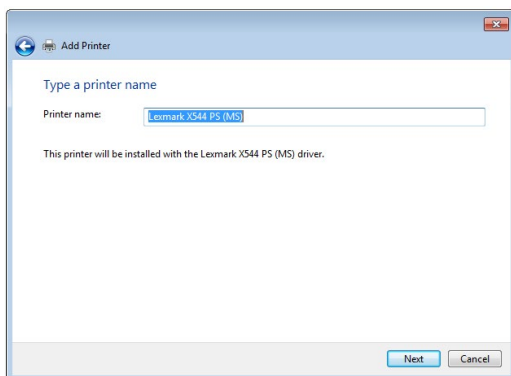 Add Printer
Type a printer name
Printer name: Lexmark X544 PS (MS)
This printer will be installed with the Lexmark X544 PS (MS) driver.
Next Cancel